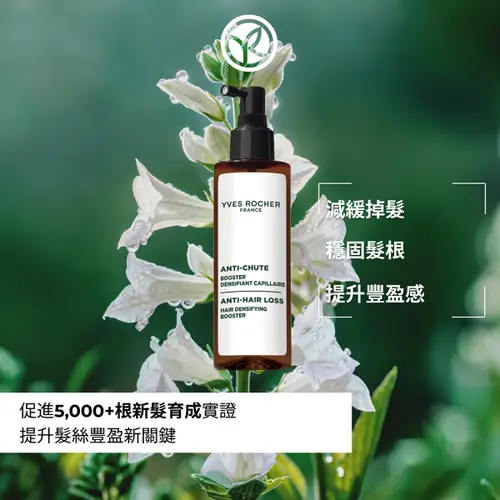 YVES ROCHER
FRANCE
ANTI-CHUTE
BOOSTER
DENSIFIANT CAPILLAIRE
ANTI-HAIR LOSS
HAIR DENSIFYING
BOOSTER
減緩掉髮
穩固髮根
提升豐盈感
促進5,000+根新髮育成實證
提升髮絲豐盈新關鍵